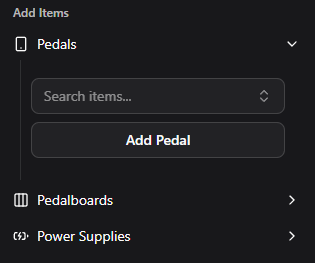 Add Items
Pedals
Search items...
Add Pedal
Pedalboards
Power Supplies